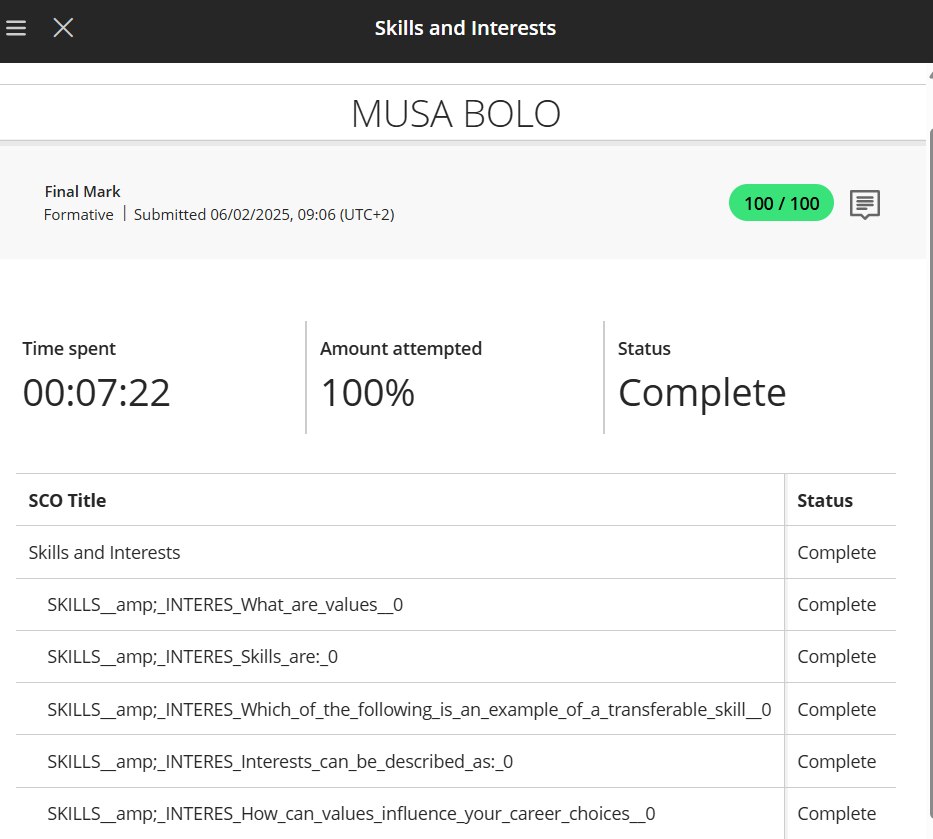 Skills and Interests
MUSA BOLO
Final Mark
Formative | Submitted 06/02/2025, 09:06 (UTC+2)
100 / 100
Time spent
00:07:22
Amount attempted
100%
Status
Complete
SCO Title Status
Skills and Interests Complete
SKILLS__amp;_INTERES_What_are_values__0 Complete
SKILLS__amp;_INTERES_Skills_are:_0 Complete
SKILLS__amp;_INTERES_Which_of_the_following_is_an_example_of_a_transferable_skill__0 Complete
SKILLS__amp;_INTERES_Interests_can_be_described_as:_0 Complete
SKILLS__amp;_INTERES_How_can_values_influence_your_career_choices__0 Complete